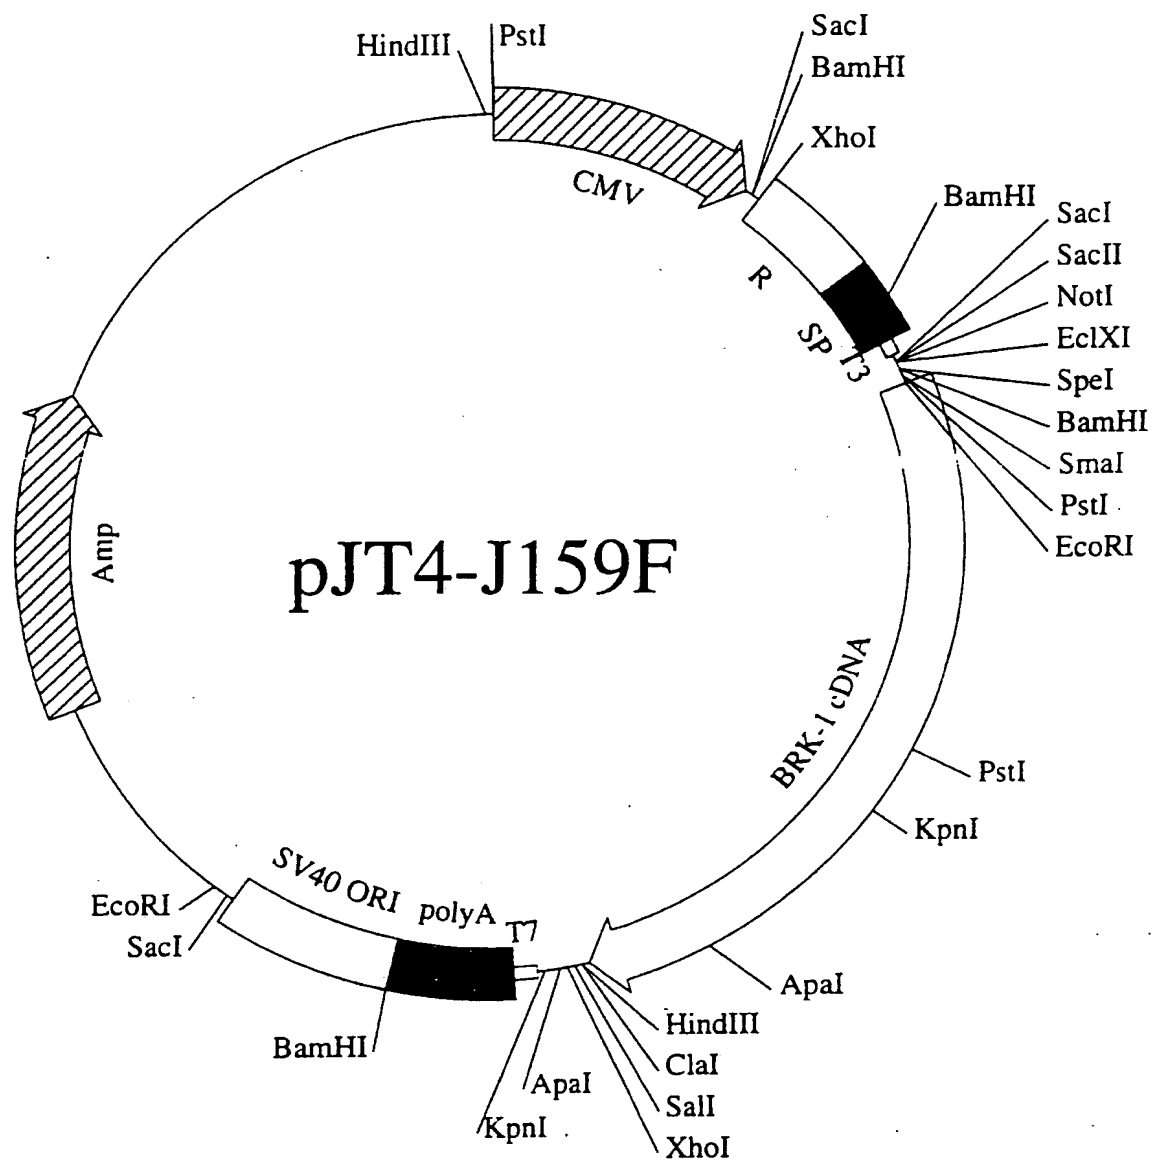 HindIII
PstI
SacI
BamHI
XhoI
CMV
BamHI
SacI
SacII
NotI
EclXI
SpeI
BamHI
SmaI
PstI
EcoRI
R
SP
T3
Amp
pJT4-J159F
BRK-1 cDNA
PstI
KpnI
ApaI
SV40 ORI
polyA
T7
EcoRI
SacI
BamHI
HindIII
ClaI
SalI
XhoI
ApaI
KpnI